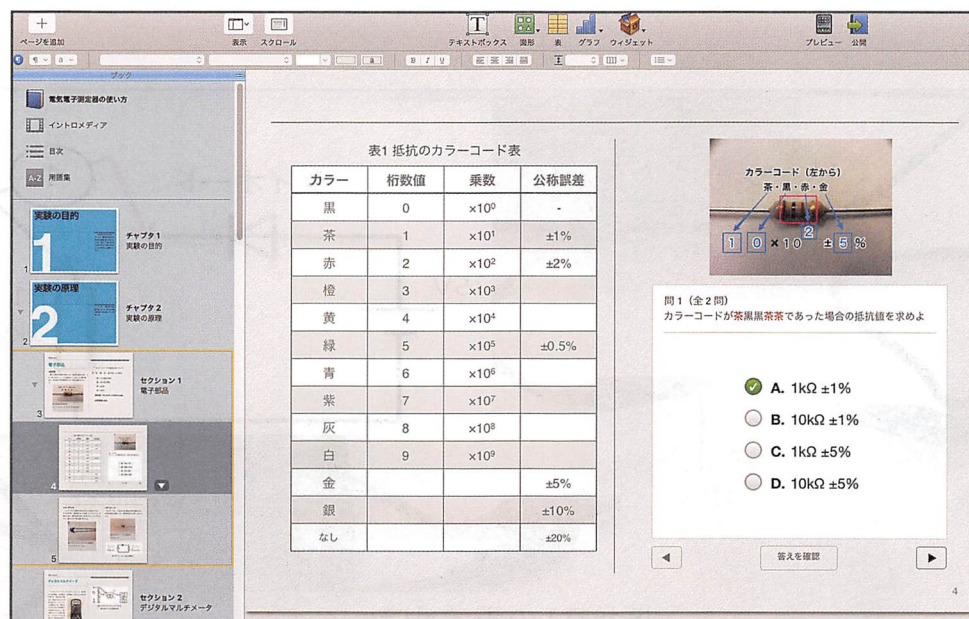 ページを追加
表示
スクロール
テキストボックス
図形
表
グラフ
ウィジェット
プレビュー
公開
a
a
B I U
ブック
電気電子測定器の使い方
イントロメディア
目次
A-Z 用語集
実験の目的
1
チャプタ 1
実験の目的
1
実験の原理
2
チャプタ 2
実験の原理
2
電子部品
セクション 1
電子部品
3
4
5
セクション 2
デジタルマルチメータ
表1 抵抗のカラーコード表
カラー 桁数値 乗数 公称誤差
黒 0 ×10⁰ -
茶 1 ×10¹ ±1%
赤 2 ×10² ±2%
橙 3 ×10³
黄 4 ×10⁴
緑 5 ×10⁵ ±0.5%
青 6 ×10⁶
紫 7 ×10⁷
灰 8 ×10⁸
白 9 ×10⁹
金 ±5%
銀 ±10%
なし ±20%
カラーコード（左から）
茶・黒・赤・金
1 0 × 10 2 ± 5 %
問 1（全 2 問）
カラーコードが茶黒黒茶茶であった場合の抵抗値を求めよ
A. 1kΩ ±1%
B. 10kΩ ±1%
C. 1kΩ ±5%
D. 10kΩ ±5%
答えを確認
4